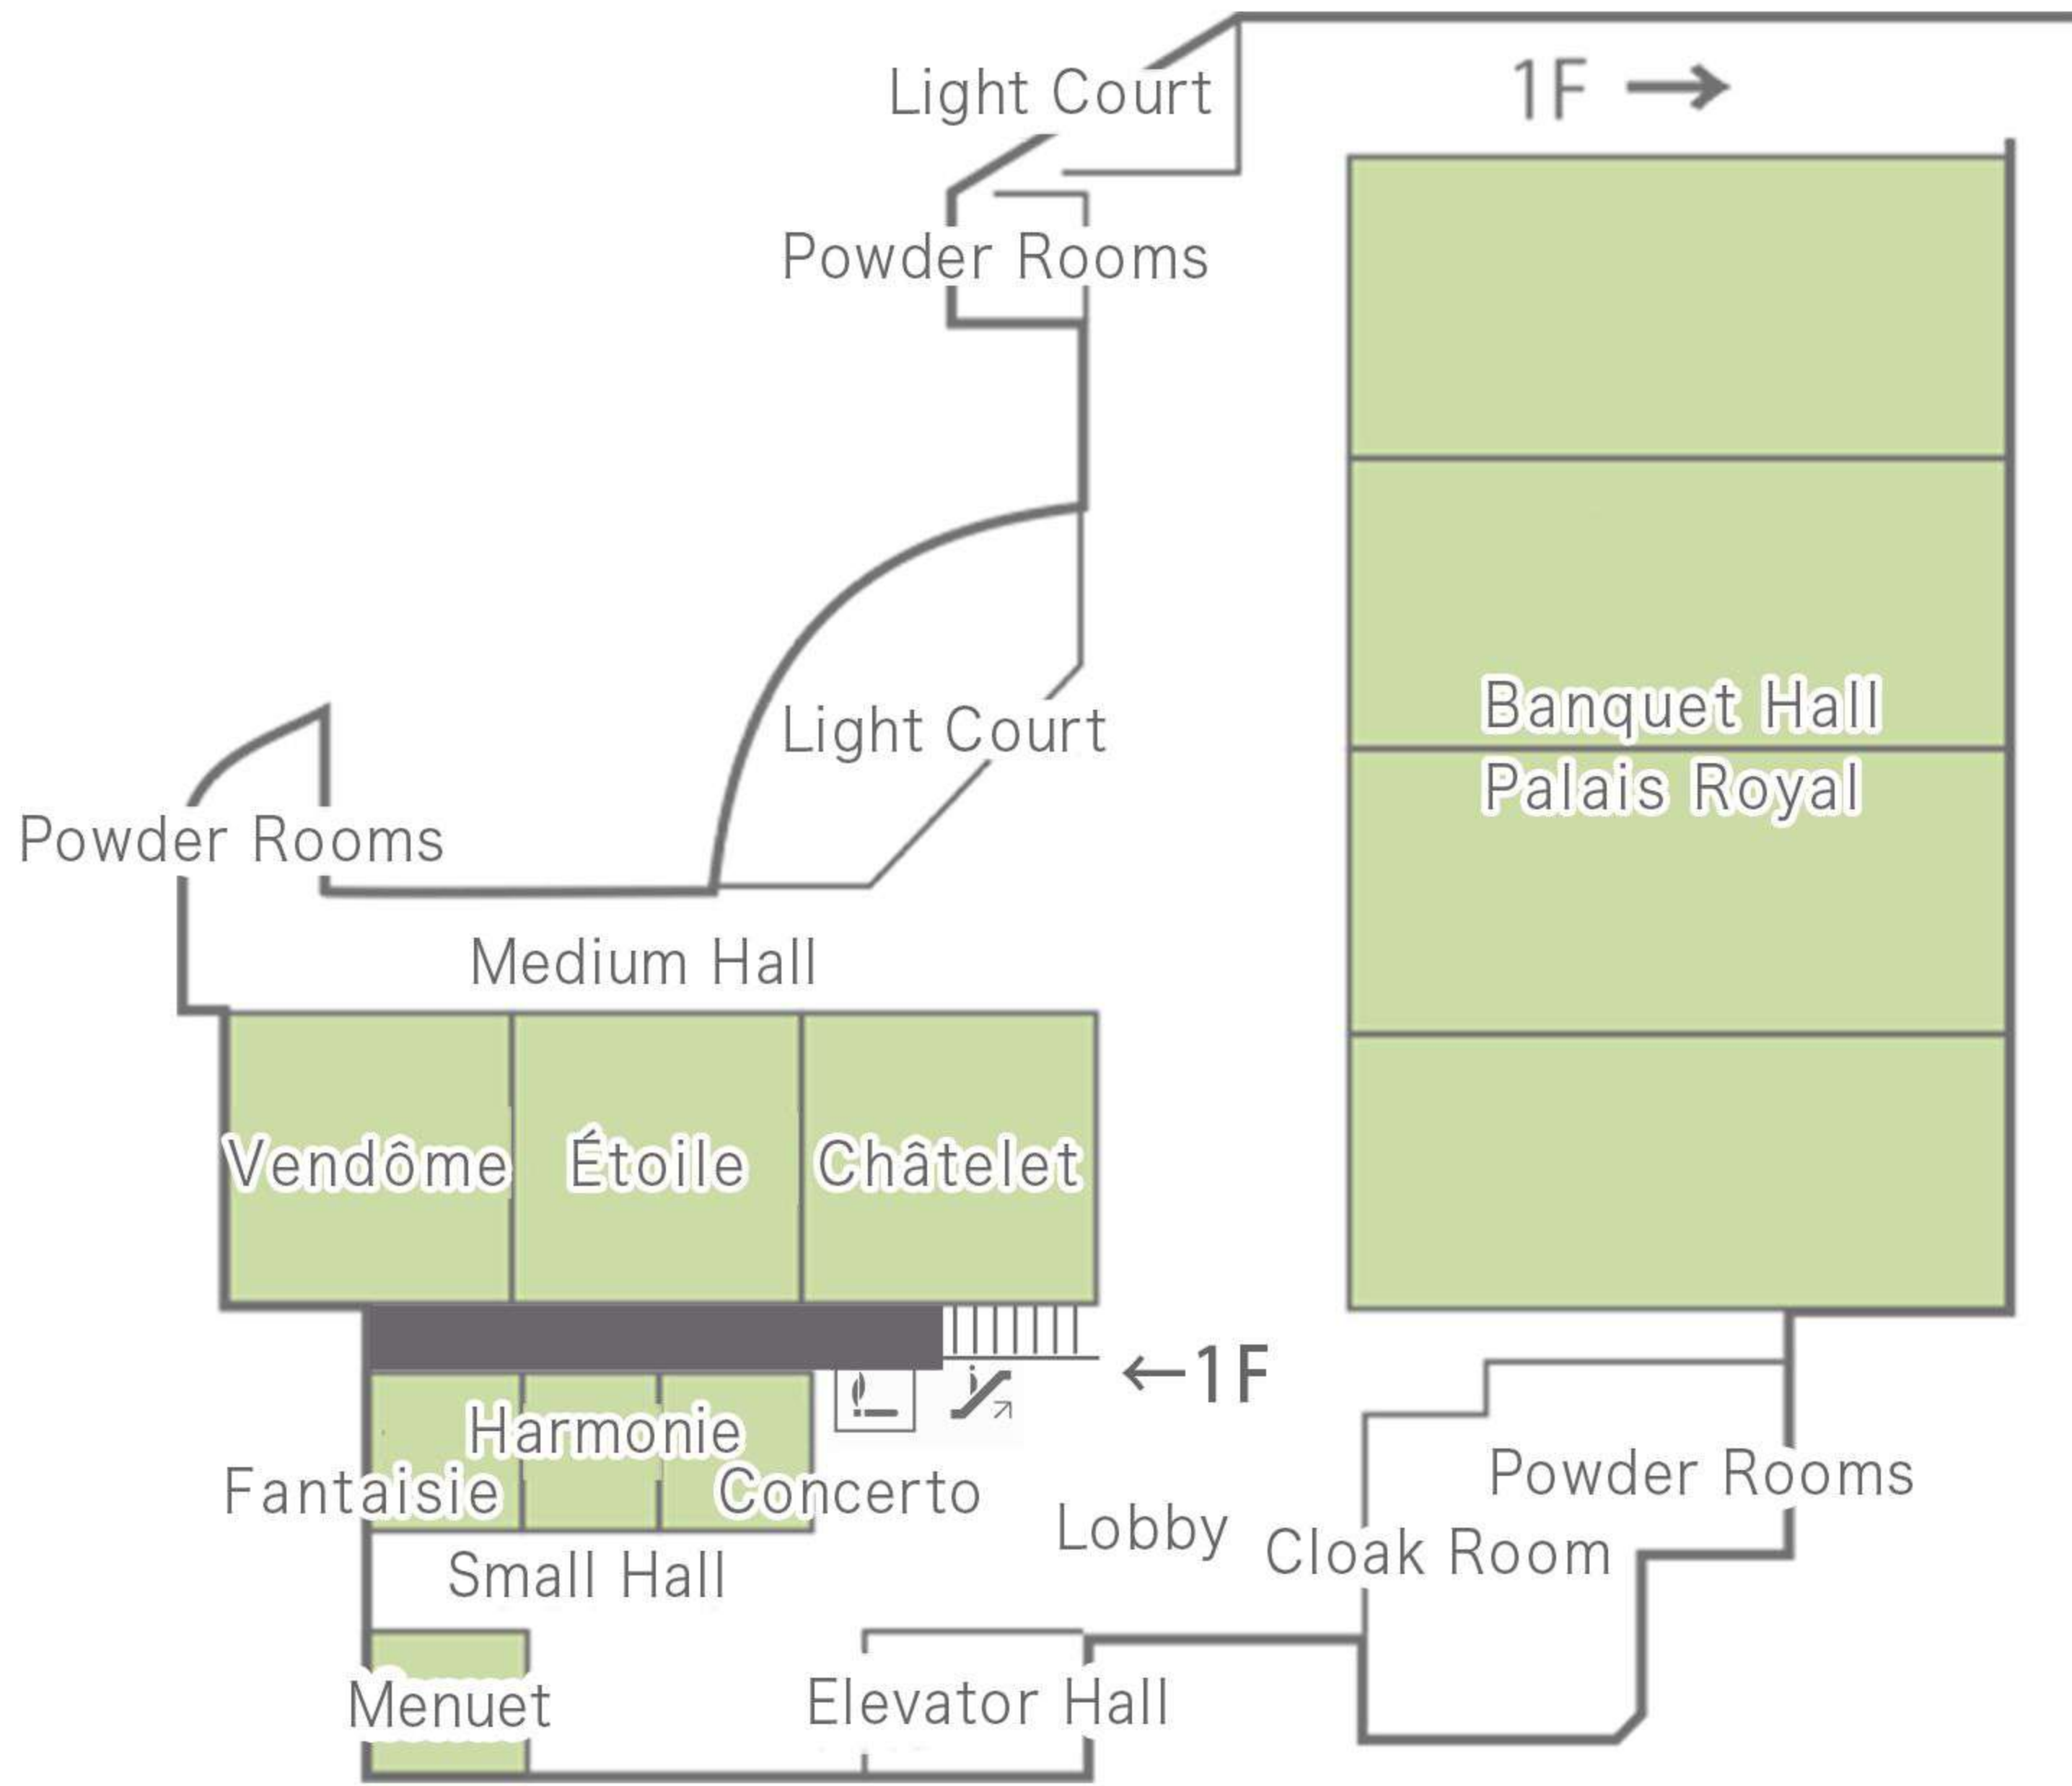 Light Court
1F →
Powder Rooms
Banquet Hall
Palais Royal
Light Court
Powder Rooms
Medium Hall
Vendôme
Étoile
Châtelet
←1F
Harmonie
Fantaisie
Concerto
Powder Rooms
Lobby
Cloak Room
Small Hall
Menuet
Elevator Hall